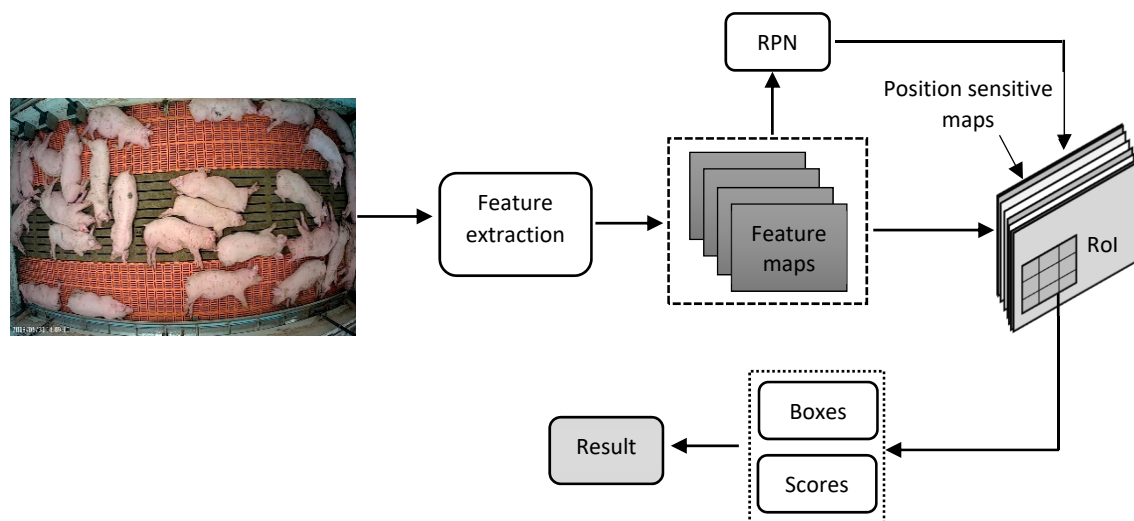 RPN
Position sensitive
maps
Feature
extraction
Feature
maps
RoI
Boxes
Result
Scores